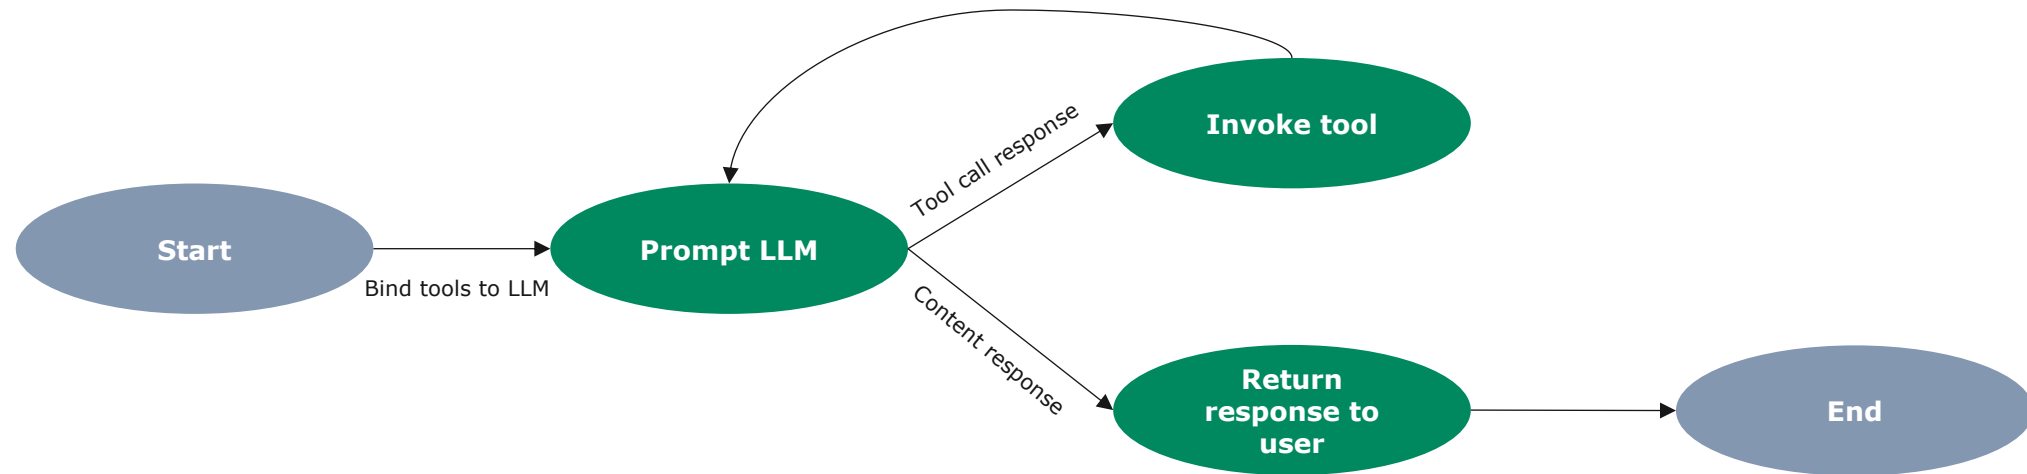 Start
Bind tools to LLM
Prompt LLM
Tool call response
Invoke tool
Content response
Return
response to
user
End